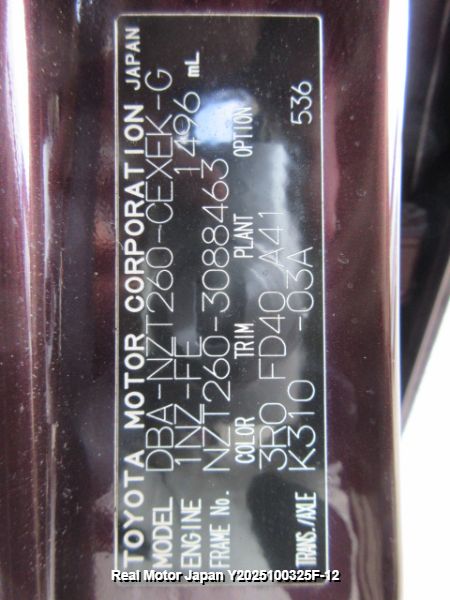 TOYOTA MOTOR CORPORATION JAPAN
MODEL DBA-NZT260-CEXEK-G
ENGINE 1NZ-FE 1496 mL
FRAME No. NZT260-3088463
COLOR TRIM PLANT OPTION
3R0 FD40 A41 536
TRANS./AXLE K310 -03A
Real Motor Japan Y2025100325F-12